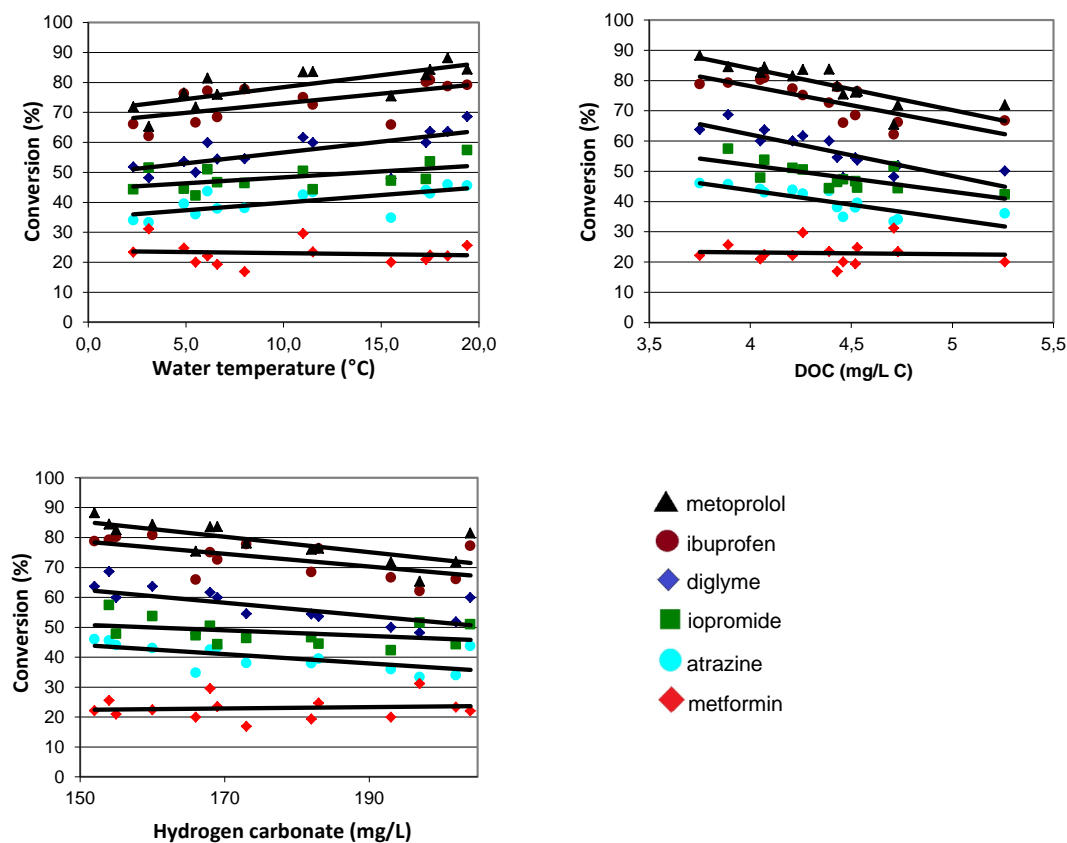 100
90
80
70
60
50
40
30
20
10
0
Conversion (%)
0,0 5,0 10,0 15,0 20,0
Water temperature (°C)
100
90
80
70
60
50
40
30
20
10
0
Conversion (%)
3,5 4 4,5 5 5,5
DOC (mg/L C)
100
90
80
70
60
50
40
30
20
10
0
Conversion (%)
150 170 190
Hydrogen carbonate (mg/L)
metoprolol
ibuprofen
diglyme
iopromide
atrazine
metformin